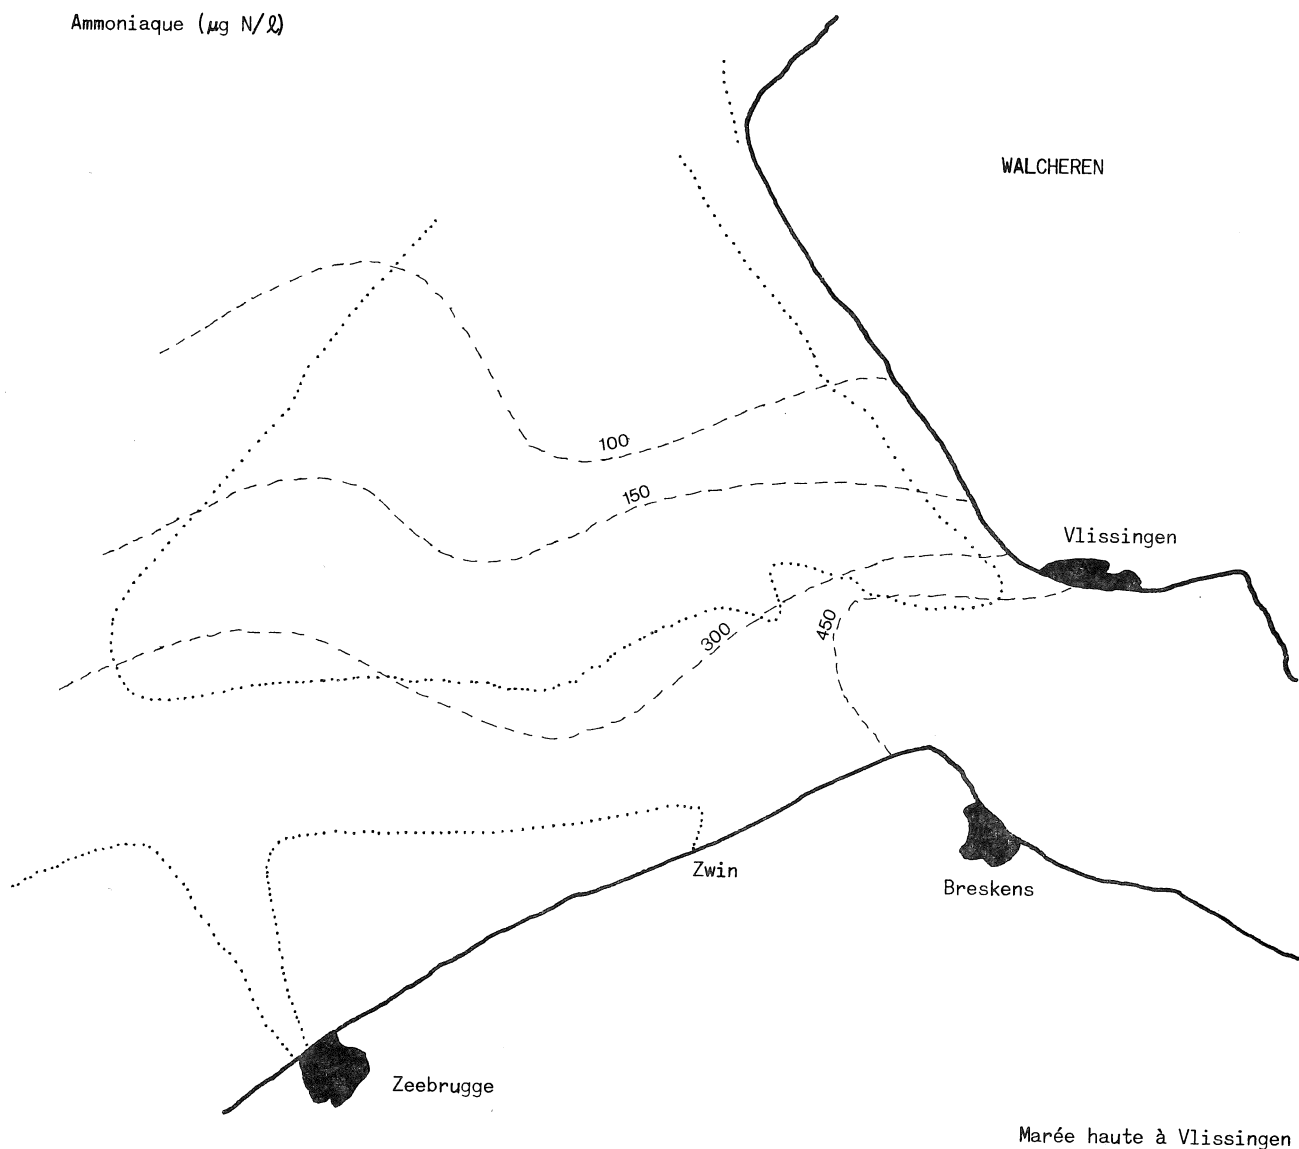 Ammoniaque (µg N/ℓ)
WALCHEREN
100
150
Vlissingen
300
450
Zwin
Breskens
Zeebrugge
Marée haute à Vlissingen